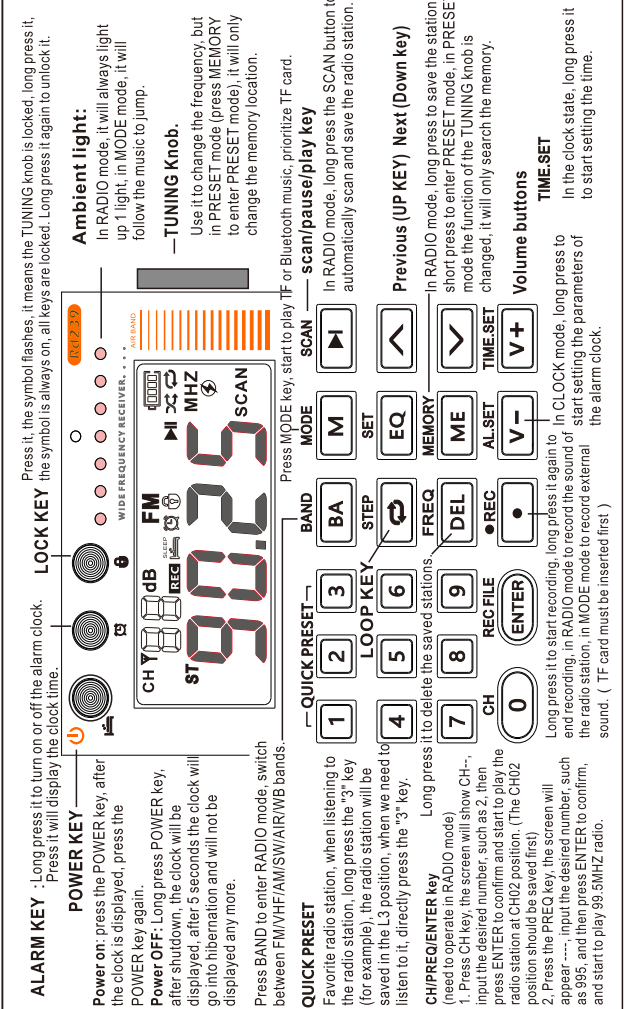 ALARM KEY : Long press it to turn on or off the alarm clock.
Press it will display the clock time.
LOCK KEY
Press it, the symbol flashes, it means the TUNING knob is locked, long press it,
the symbol is always on, all keys are locked. Long press it again to unlock it.
POWER KEY
Power on: press the POWER key, after
the clock is displayed, press the
POWER key again.
Power OFF: Long press POWER key,
after shutdown, the clock will be
displayed, after 5 seconds the clock will
go into hibernation and will not be
displayed any more.
Press BAND to enter RADIO mode, switch
between FM/VHF/AM/SW/AIR/WB bands.
WIDE FREQUENCY RECEIVER. . . .
Rd239
AIR BAND
CH 88 dB
SLEEP
REC
FM
MHZ
ST
90.25
SCAN
Ambient light:
In RADIO mode, it will always light
up 1 light, in MODE mode, it will
follow the music to jump.
TUNING Knob.
Use it to change the frequency, but
in PRESET mode (press MEMORY
to enter PRESET mode), it will only
change the memory location.
Press MODE key, start to play TF or Bluetooth music, prioritize TF card.
QUICK PRESET
BAND
MODE
SCAN
1
2
3
BA
M
LOOP KEY
STEP
SET
4
5
6
EQ
FREQ
MEMORY
7
8
9
DEL
ME
CH
REC FILE
●REC
AL.SET
TIME.SET
0
ENTER
V−
V+
scan/pause/play key
In RADIO mode, long press the SCAN button to
automatically scan and save the radio station.
Previous (UP KEY) Next (Down key)
In RADIO mode, long press to save the station,
short press to enter PRESET mode, in PRESET
mode the function of the TUNING knob is
changed, it will only search the memory.
Volume buttons
TIME.SET
In the clock state, long press it
to start setting the time.
In CLOCK mode, long press to
start setting the parameters of
the alarm clock.
Long press it to start recording, long press it again to
end recording, in RADIO mode to record the sound of
the radio station, in MODE mode to record external
sound. ( TF card must be inserted first )
QUICK PRESET
Favorite radio station, when listening to
the radio station, long press the "3" key
(for example), the radio station will be
saved in the L3 position, when we need to
listen to it, directly press the "3" key.
Long press it to delete the saved stations.
CH/PREQ/ENTER key
(need to operate in RADIO mode)
1. Press CH key, the screen will show CH--,
input the desired number, such as 2, then
press ENTER to confirm and start to play the
radio station at CH02 position. (The CH02
position should be saved first)
2, Press the PREQ key, the screen will
appear ----, input the desired number, such
as 995, and then press ENTER to confirm,
and start to play 99.5MHZ radio.